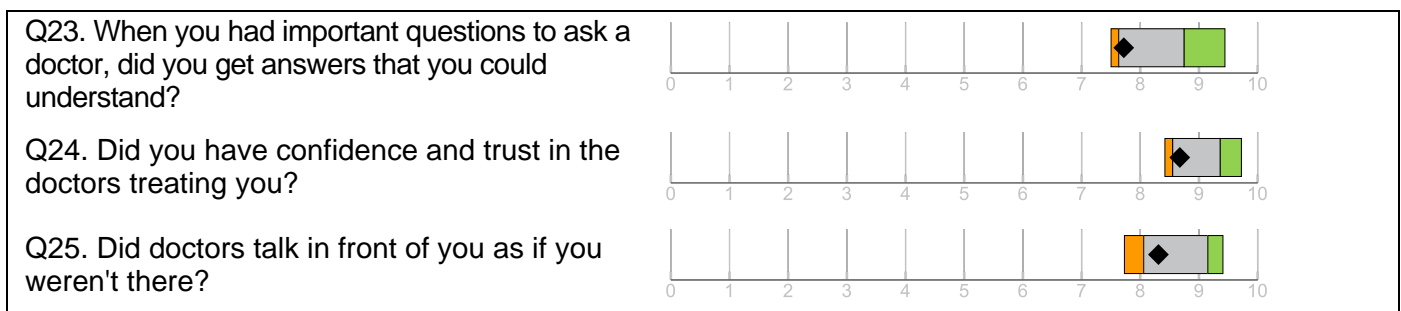 Q23. When you had important questions to ask a
doctor, did you get answers that you could
understand?
0 1 2 3 4 5 6 7 8 9 10
Q24. Did you have confidence and trust in the
doctors treating you?
0 1 2 3 4 5 6 7 8 9 10
Q25. Did doctors talk in front of you as if you
weren't there?
0 1 2 3 4 5 6 7 8 9 10